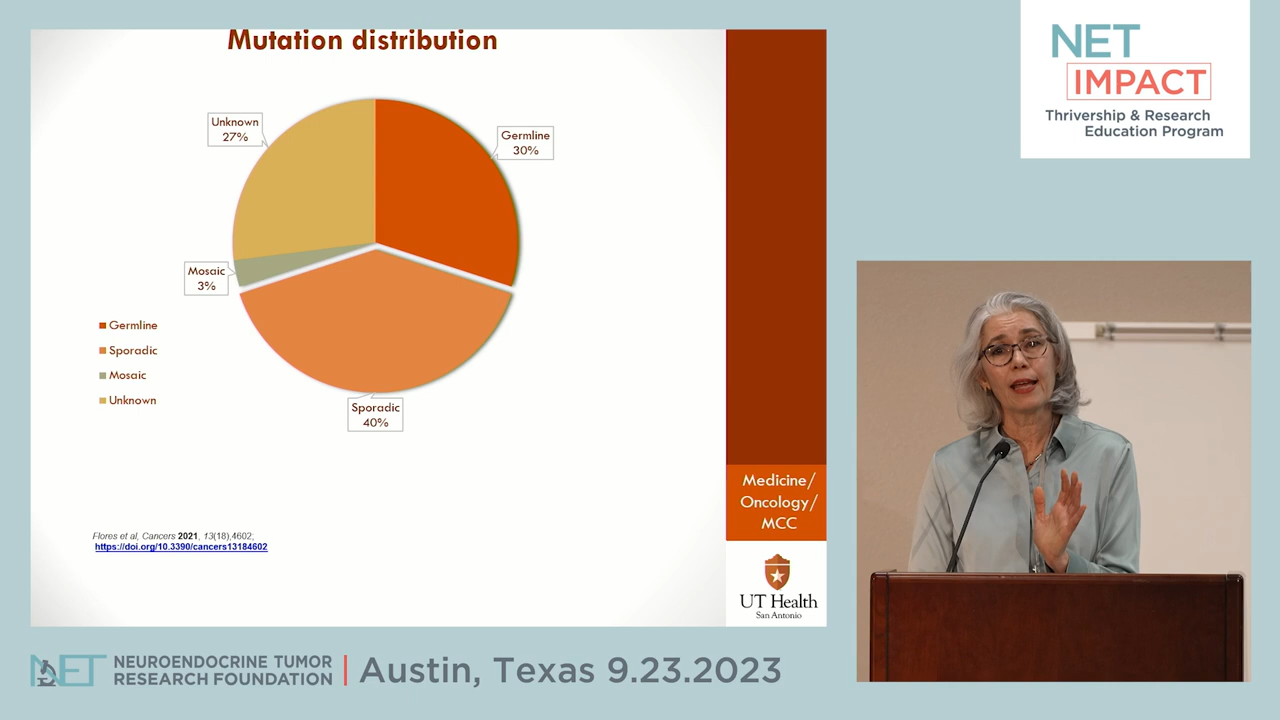 Mutation distribution
Unknown
27%
Germline
30%
Mosaic
3%
Germline
Sporadic
Mosaic
Unknown
Sporadic
40%
Flores et al, Cancers 2021, 13(18),4602;
https://doi.org/10.3390/cancers13184602
Medicine/
Oncology/
MCC
UT Health
San Antonio
NET
IMPACT
Thrivership & Research
Education Program
NET
NEUROENDOCRINE TUMOR
RESEARCH FOUNDATION
Austin, Texas 9.23.2023